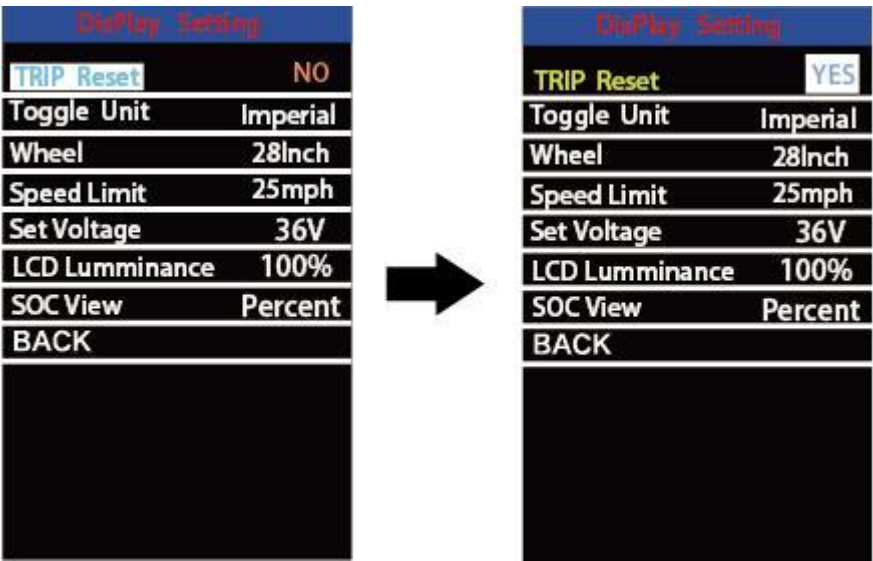 DisPlay Setting
TRIP Reset NO
Toggle Unit Imperial
Wheel 28Inch
Speed Limit 25mph
Set Voltage 36V
LCD Lumminance 100%
SOC View Percent
BACK
DisPlay Setting
TRIP Reset YES
Toggle Unit Imperial
Wheel 28Inch
Speed Limit 25mph
Set Voltage 36V
LCD Lumminance 100%
SOC View Percent
BACK